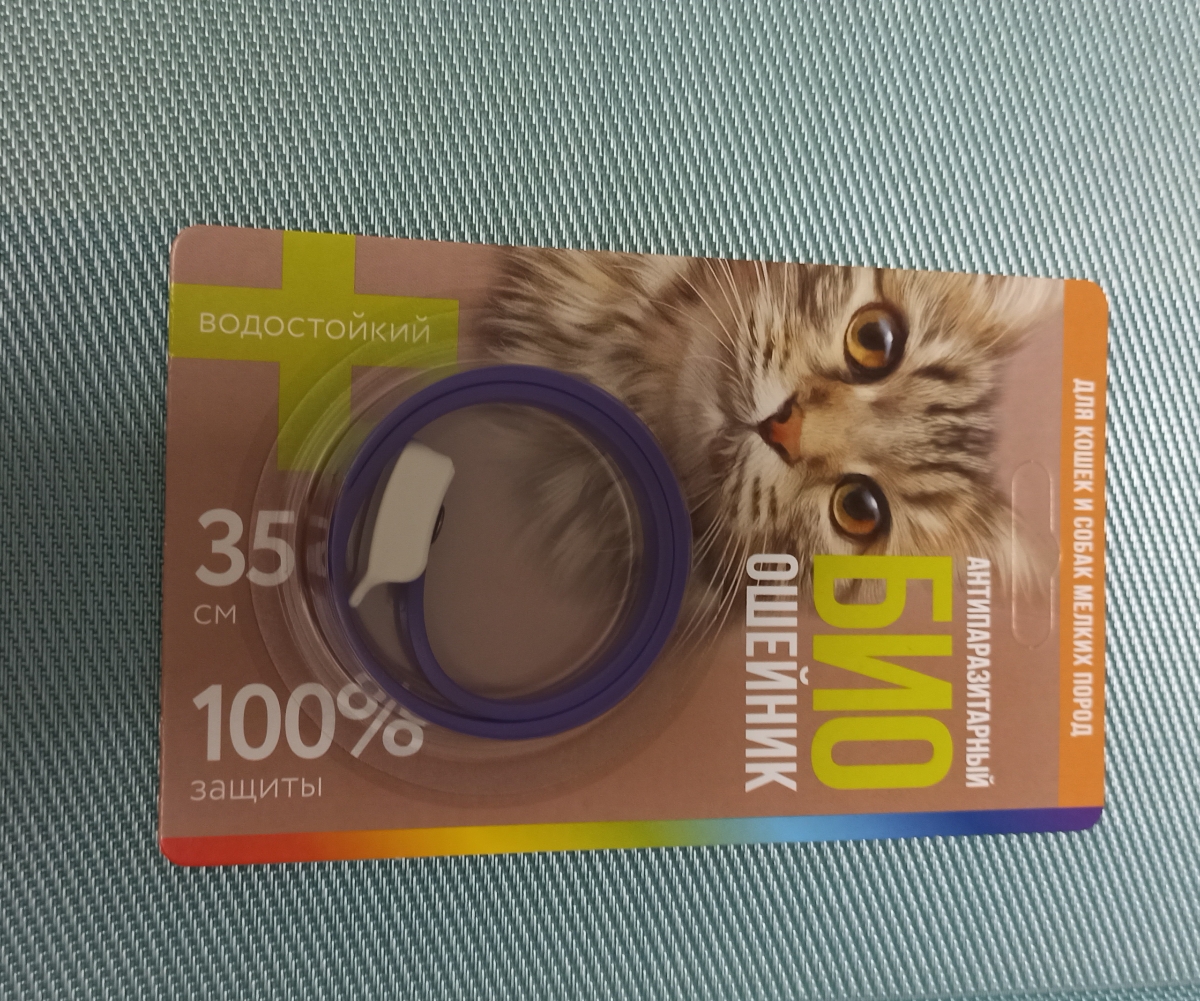 ДЛЯ КОШЕК И СОБАК МЕЛКИХ ПОРОД
АНТИПАРАЗИТАРНЫЙ
БИО
ОШЕЙНИК
ВОДОСТОЙКИЙ
35
см
100%
защиты